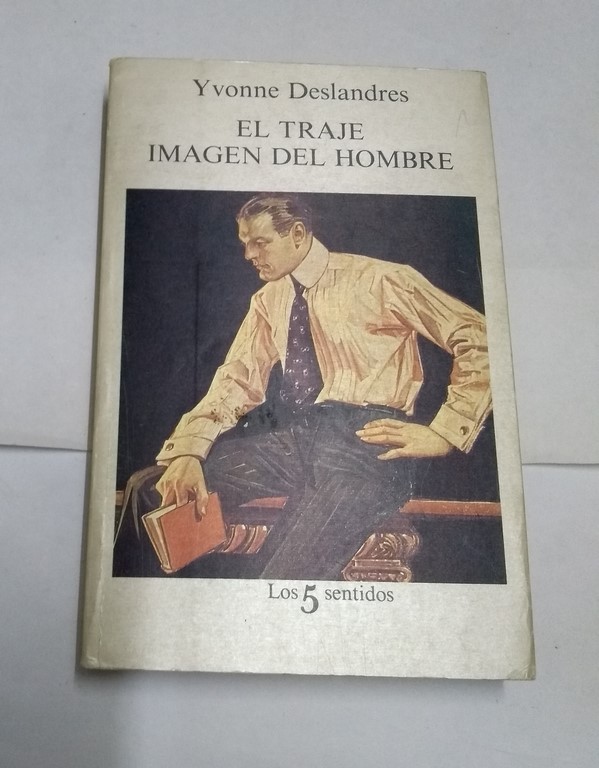 Yvonne Deslandres
EL TRAJE
IMAGEN DEL HOMBRE
Los 5 sentidos